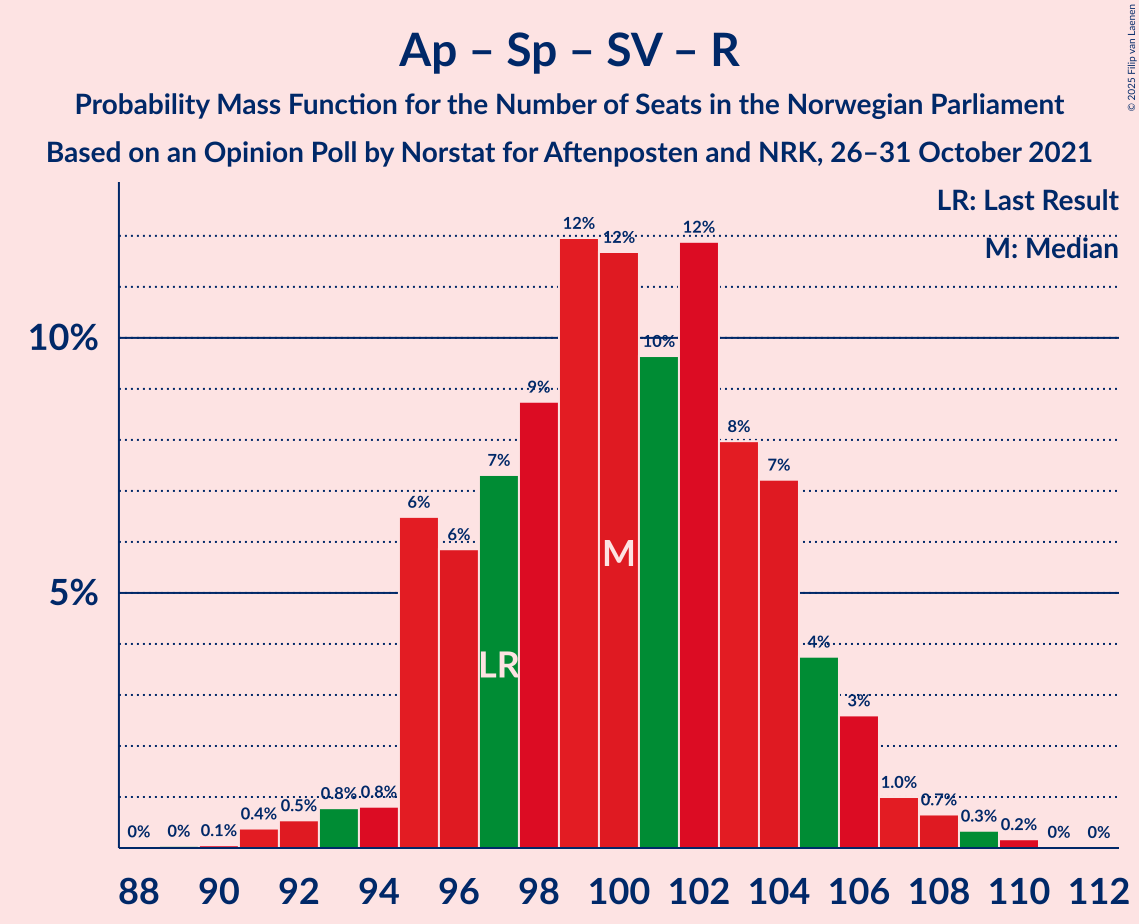 Ap – Sp – SV – R
Probability Mass Function for the Number of Seats in the Norwegian Parliament
Based on an Opinion Poll by Norstat for Aftenposten and NRK, 26–31 October 2021
© 2025 Filip van Laenen
LR: Last Result
M: Median
10%
5%
0% 0% 0.1% 0.4% 0.5% 0.8% 0.8% 6% 6% 7% 9% 12% 12% 10% 12% 8% 7% 4% 3% 1.0% 0.7% 0.3% 0.2% 0% 0%
M
LR
88 90 92 94 96 98 100 102 104 106 108 110 112